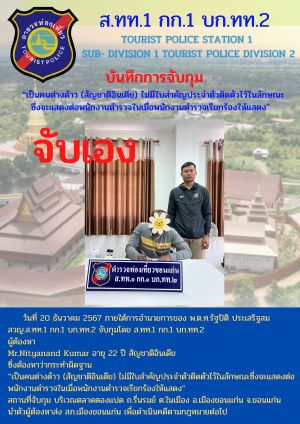 ตำรวจท่องเที่ยว
TOURIST POLICE
ส.ทท.1 กก.1 บก.ทท.2
TOURIST POLICE STATION 1
SUB- DIVISION 1 TOURIST POLICE DIVISION 2
บันทึกการจับกุม
“เป็นคนต่างด้าว (สัญชาติอินเดีย) ไม่มีใบสำคัญประจำตัวติดตัวไว้ในลักษณะ
ซึ่งจะแสดงต่อพนักงานตำรวจในเมื่อพนักงานตำรวจเรียกร้องให้แสดง”
จับเอง
ตำรวจท่องเที่ยวขอนแก่น
ส.ทท.๑ กก.๑ บก.ทท.๒
วันที่ 20 ธันวาคม 2567 ภายใต้การอำนวยการของ พ.ต.ท.รัฐปิติ ประเสริฐสม
สวญ.ส.ทท.1 กก.1 บก.ทท.2 จับกุมโดย ส.ทท.1 กก.1 บก.ทท.2
ผู้ต้องหา
Mr.Nityanand Kumar อายุ 22 ปี สัญชาติอินเดีย
ซึ่งต้องหาว่ากระทำผิดฐาน
“เป็นคนต่างด้าว (สัญชาติอินเดีย) ไม่มีใบสำคัญประจำตัวติดตัวไว้ในลักษณะซึ่งจะแสดงต่อ
พนักงานตำรวจในเมื่อพนักงานตำรวจเรียกร้องให้แสดง”
สถานที่จับกุม บริเวณตลาดตองแปด ถ.รื่นรมย์ ต.ในเมือง อ.เมืองขอนแก่น จ.ขอนแก่น
นำตัวผู้ต้องหาส่ง สภ.เมืองขอนแก่น เพื่อดำเนินคดีตามกฎหมายต่อไป